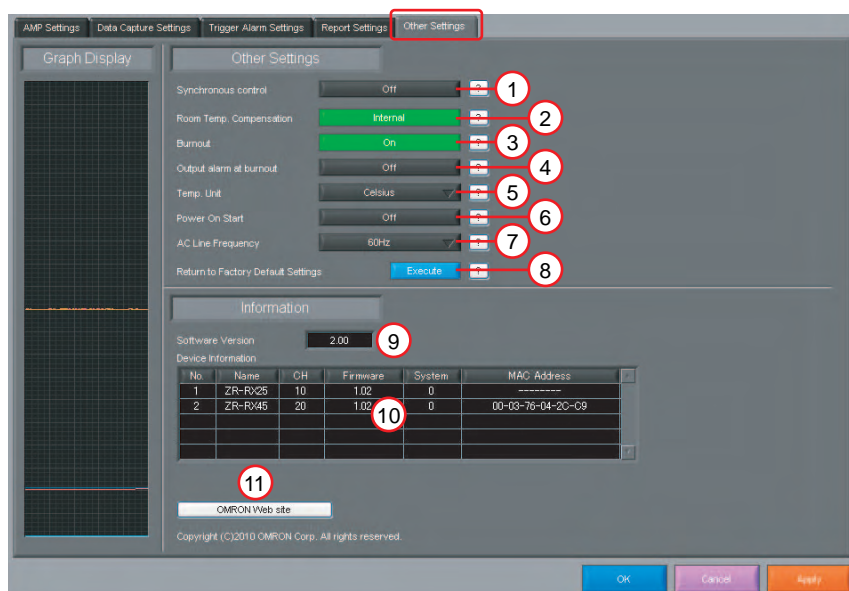 AMP Settings Data Capture Settings Trigger Alarm Settings Report Settings Other Settings
Graph Display
Other Settings
Synchronous control Off ? 1
Room Temp. Compensation Internal ? 2
Burnout On ? 3
Output alarm at burnout Off ? 4
Temp. Unit Celsius ? 5
Power On Start Off ? 6
AC Line Frequency 60Hz ? 7
Return to Factory Default Settings Execute ? 8
Information
Software Version 2.00 9
Device Information
No. Name CH Firmware System MAC Address
1 ZR-RX25 10 1.02 0 --------
2 ZR-RX45 20 1.02 0 00-03-76-04-2C-C9
10
11
OMRON Web site
Copyright (C)2010 OMRON Corp. All rights reserved.
OK Cancel Apply